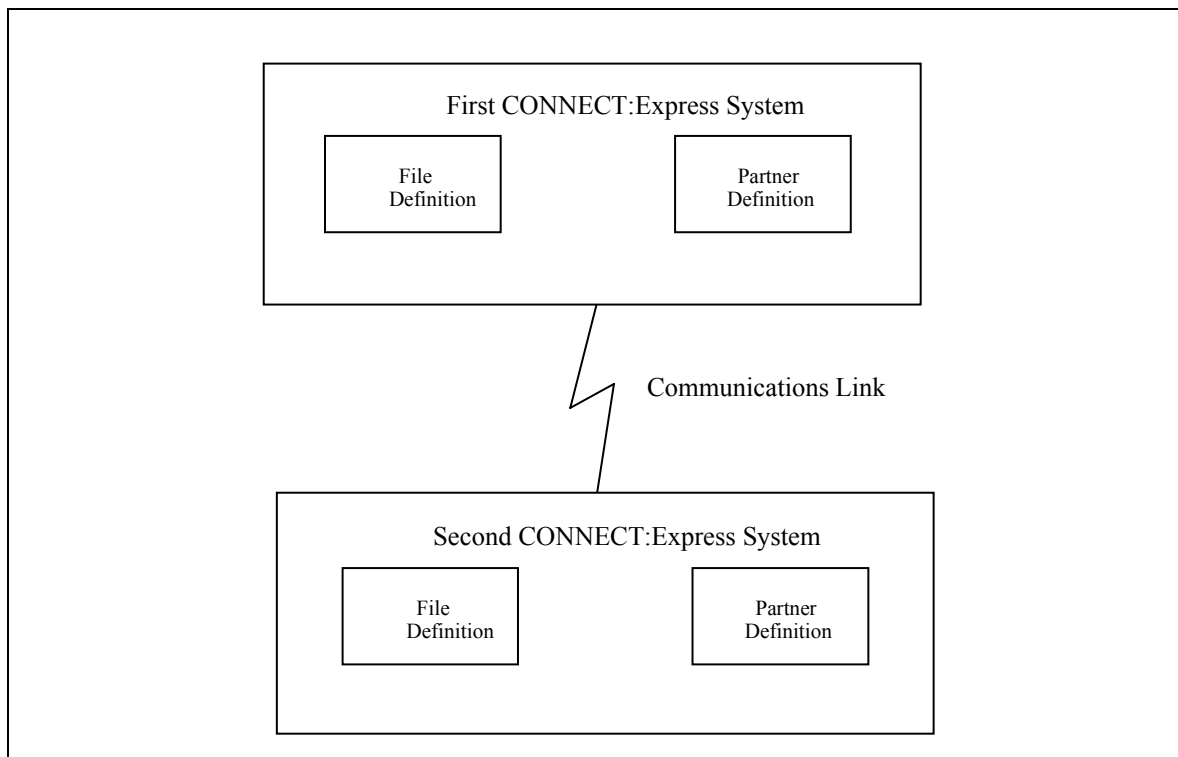 First CONNECT:Express System
File
Definition
Partner
Definition
Communications Link
Second CONNECT:Express System
File
Definition
Partner
Definition